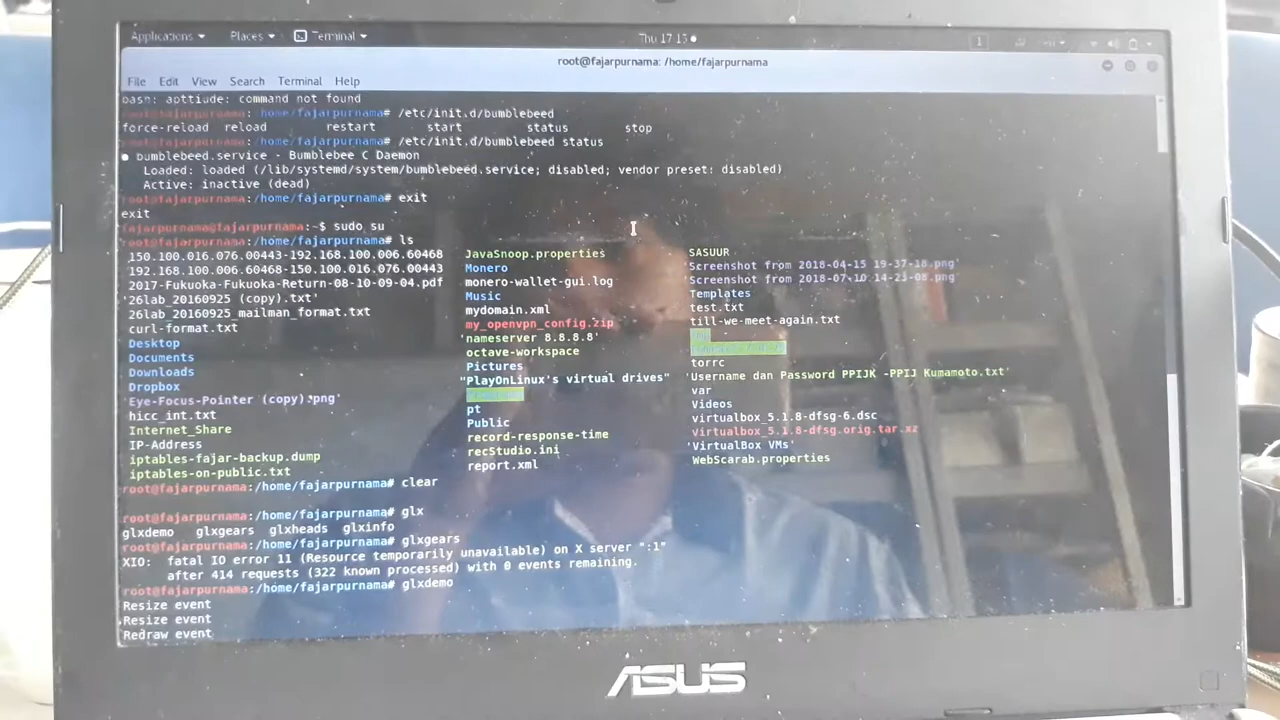 Applications Places Terminal Thu 17:15 1
root@fajarpurnama: /home/fajarpurnama
File Edit View Search Terminal Help
bash: apttiude: command not found
root@fajarpurnama:/home/fajarpurnama# /etc/init.d/bumblebeed
force-reload reload restart start status stop
root@fajarpurnama:/home/fajarpurnama# /etc/init.d/bumblebeed status
● bumblebeed.service - Bumblebee C Daemon
Loaded: loaded (/lib/systemd/system/bumblebeed.service; disabled; vendor preset: disabled)
Active: inactive (dead)
root@fajarpurnama:/home/fajarpurnama# exit
exit
fajarpurnama@fajarpurnama:~$ sudo su
root@fajarpurnama:/home/fajarpurnama# ls
150.100.016.076.00443-192.168.100.006.60468 JavaSnoop.properties SASUUR
192.168.100.006.60468-150.100.016.076.00443 Monero 'Screenshot from 2018-04-15 19-37-18.png'
2017-Fukuoka-Fukuoka-Return-08-10-09-04.pdf monero-wallet-gui.log 'Screenshot from 2018-07-10 14-23-08.png'
'26lab_20160925 (copy).txt' Music Templates
26lab_20160925_mailman_format.txt mydomain.xml test.txt
curl-format.txt my_openvpn_config.zip till-we-meet-again.txt
Desktop 'nameserver 8.8.8.8'
Documents octave-workspace
Downloads Pictures torrc
Dropbox "PlayOnLinux's virtual drives" 'Username dan Password PPIJK -PPIJ Kumamoto.txt'
'Eye-Focus-Pointer (copy).png' var
hicc_int.txt pt Videos
Internet_Share Public virtualbox_5.1.8-dfsg-6.dsc
IP-Address record-response-time virtualbox_5.1.8-dfsg.orig.tar.xz
iptables-fajar-backup.dump recStudio.ini 'VirtualBox VMs'
iptables-on-public.txt report.xml WebScarab.properties
root@fajarpurnama:/home/fajarpurnama# clear
root@fajarpurnama:/home/fajarpurnama# glx
glxdemo glxgears glxheads glxinfo
root@fajarpurnama:/home/fajarpurnama# glxgears
XIO: fatal IO error 11 (Resource temporarily unavailable) on X server ":1"
after 414 requests (322 known processed) with 0 events remaining.
root@fajarpurnama:/home/fajarpurnama# glxdemo
Resize event
Resize event
Redraw event
ASUS